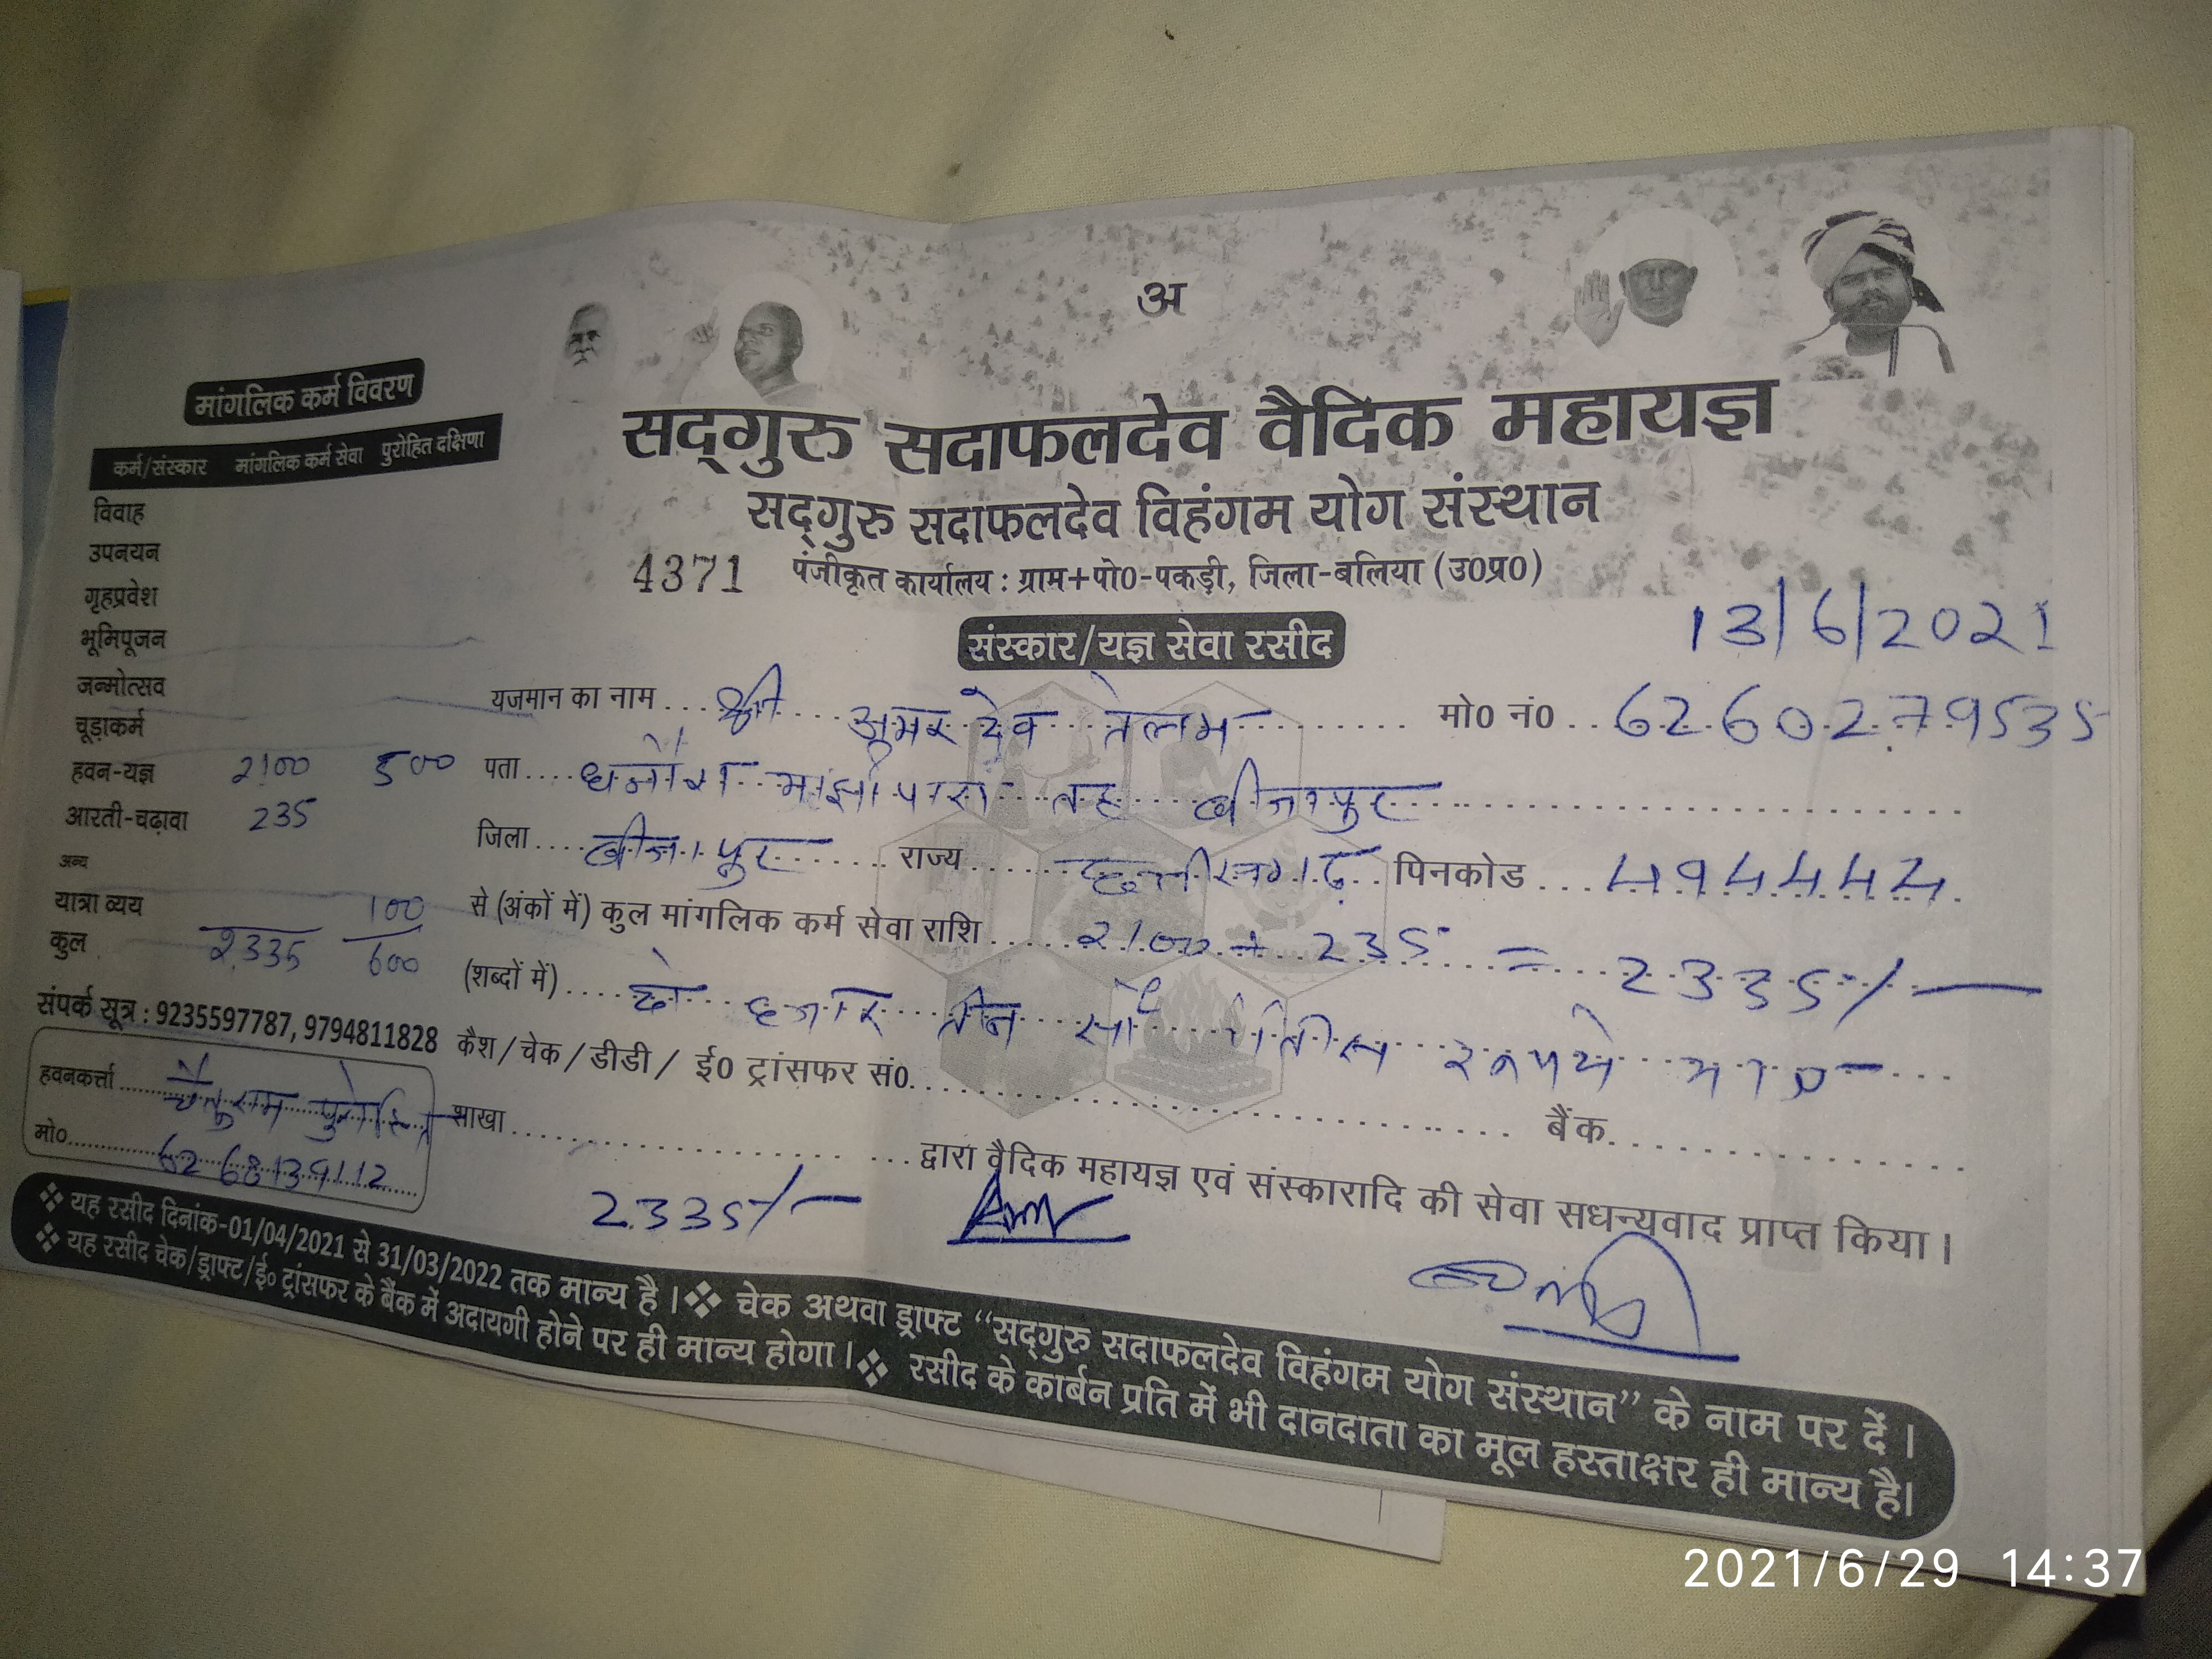 अ
सद्‌गुरु सदाफलदेव वैदिक महायज्ञ
सद्‌गुरु सदाफलदेव विहंगम योग संस्थान
4371 पंजीकृत कार्यालय : ग्राम+पो0-पकड़ी, जिला-बलिया (उ0प्र0)
संस्कार/यज्ञ सेवा रसीद
13/6/2021
मांगलिक कर्म विवरण
कर्म/संस्कार मांगलिक कर्म सेवा पुरोहित दक्षिणा
विवाह
उपनयन
गृहप्रवेश
भूमिपूजन
जन्मोत्सव
चूड़ाकर्म
हवन-यज्ञ 2100 500
आरती-चढ़ावा 235
अन्य
यात्रा व्यय 100
कुल 2335 600
संपर्क सूत्र : 9235597787, 9794811828
हवनकर्त्ता चैतुराम पुरोहित
मो० 6268139112
यजमान का नाम श्री अमर देव तेलम मो0 नं0 6260279535
पता धनौरा मांझीपारा तह बीजापुर
जिला बीजापुर राज्य छत्तीसगढ़ पिनकोड 494444
से (अंकों में) कुल मांगलिक कर्म सेवा राशि 2100 + 235 = 2335/-
(शब्दों में) दो हजार तीन सौ पैंतीस रूपये मात्र
कैश/चेक/डीडी/ ई0 ट्रांसफर सं0 बैंक
शाखा द्वारा वैदिक महायज्ञ एवं संस्कारादि की सेवा सधन्यवाद प्राप्त किया।
2335/-
❖ यह रसीद दिनांक-01/04/2021 से 31/03/2022 तक मान्य है। ❖ चेक अथवा ड्राफ्ट “सद्‌गुरु सदाफलदेव विहंगम योग संस्थान” के नाम पर दें।
❖ यह रसीद चेक/ड्राफ्ट/ई० ट्रांसफर के बैंक में अदायगी होने पर ही मान्य होगा। ❖ रसीद के कार्बन प्रति में भी दानदाता का मूल हस्ताक्षर ही मान्य है।
2021/6/29 14:37